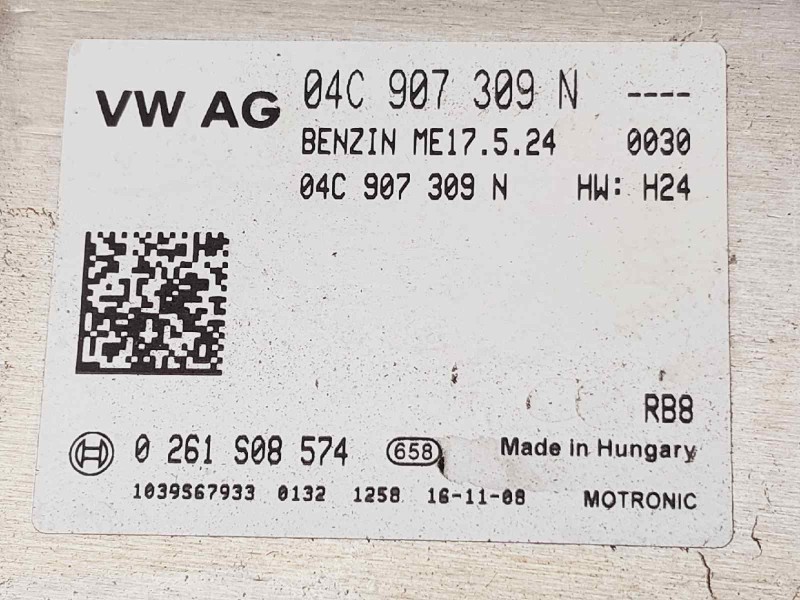 VW AG 04C 907 309 N ----
BENZIN ME17.5.24 0030
04C 907 309 N HW: H24
RB8
0 261 S08 574 658 Made in Hungary
1039S67933 0132 1258 16-11-08 MOTRONIC